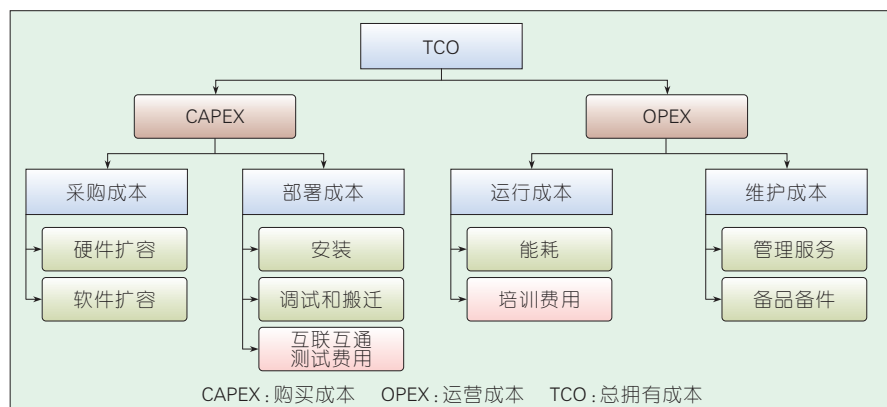 TCO
CAPEX
OPEX
采购成本
部署成本
运行成本
维护成本
硬件扩容
安装
能耗
管理服务
软件扩容
调试和搬迁
培训费用
备品备件
互联互通
测试费用
CAPEX:购买成本 OPEX:运营成本 TCO:总拥有成本